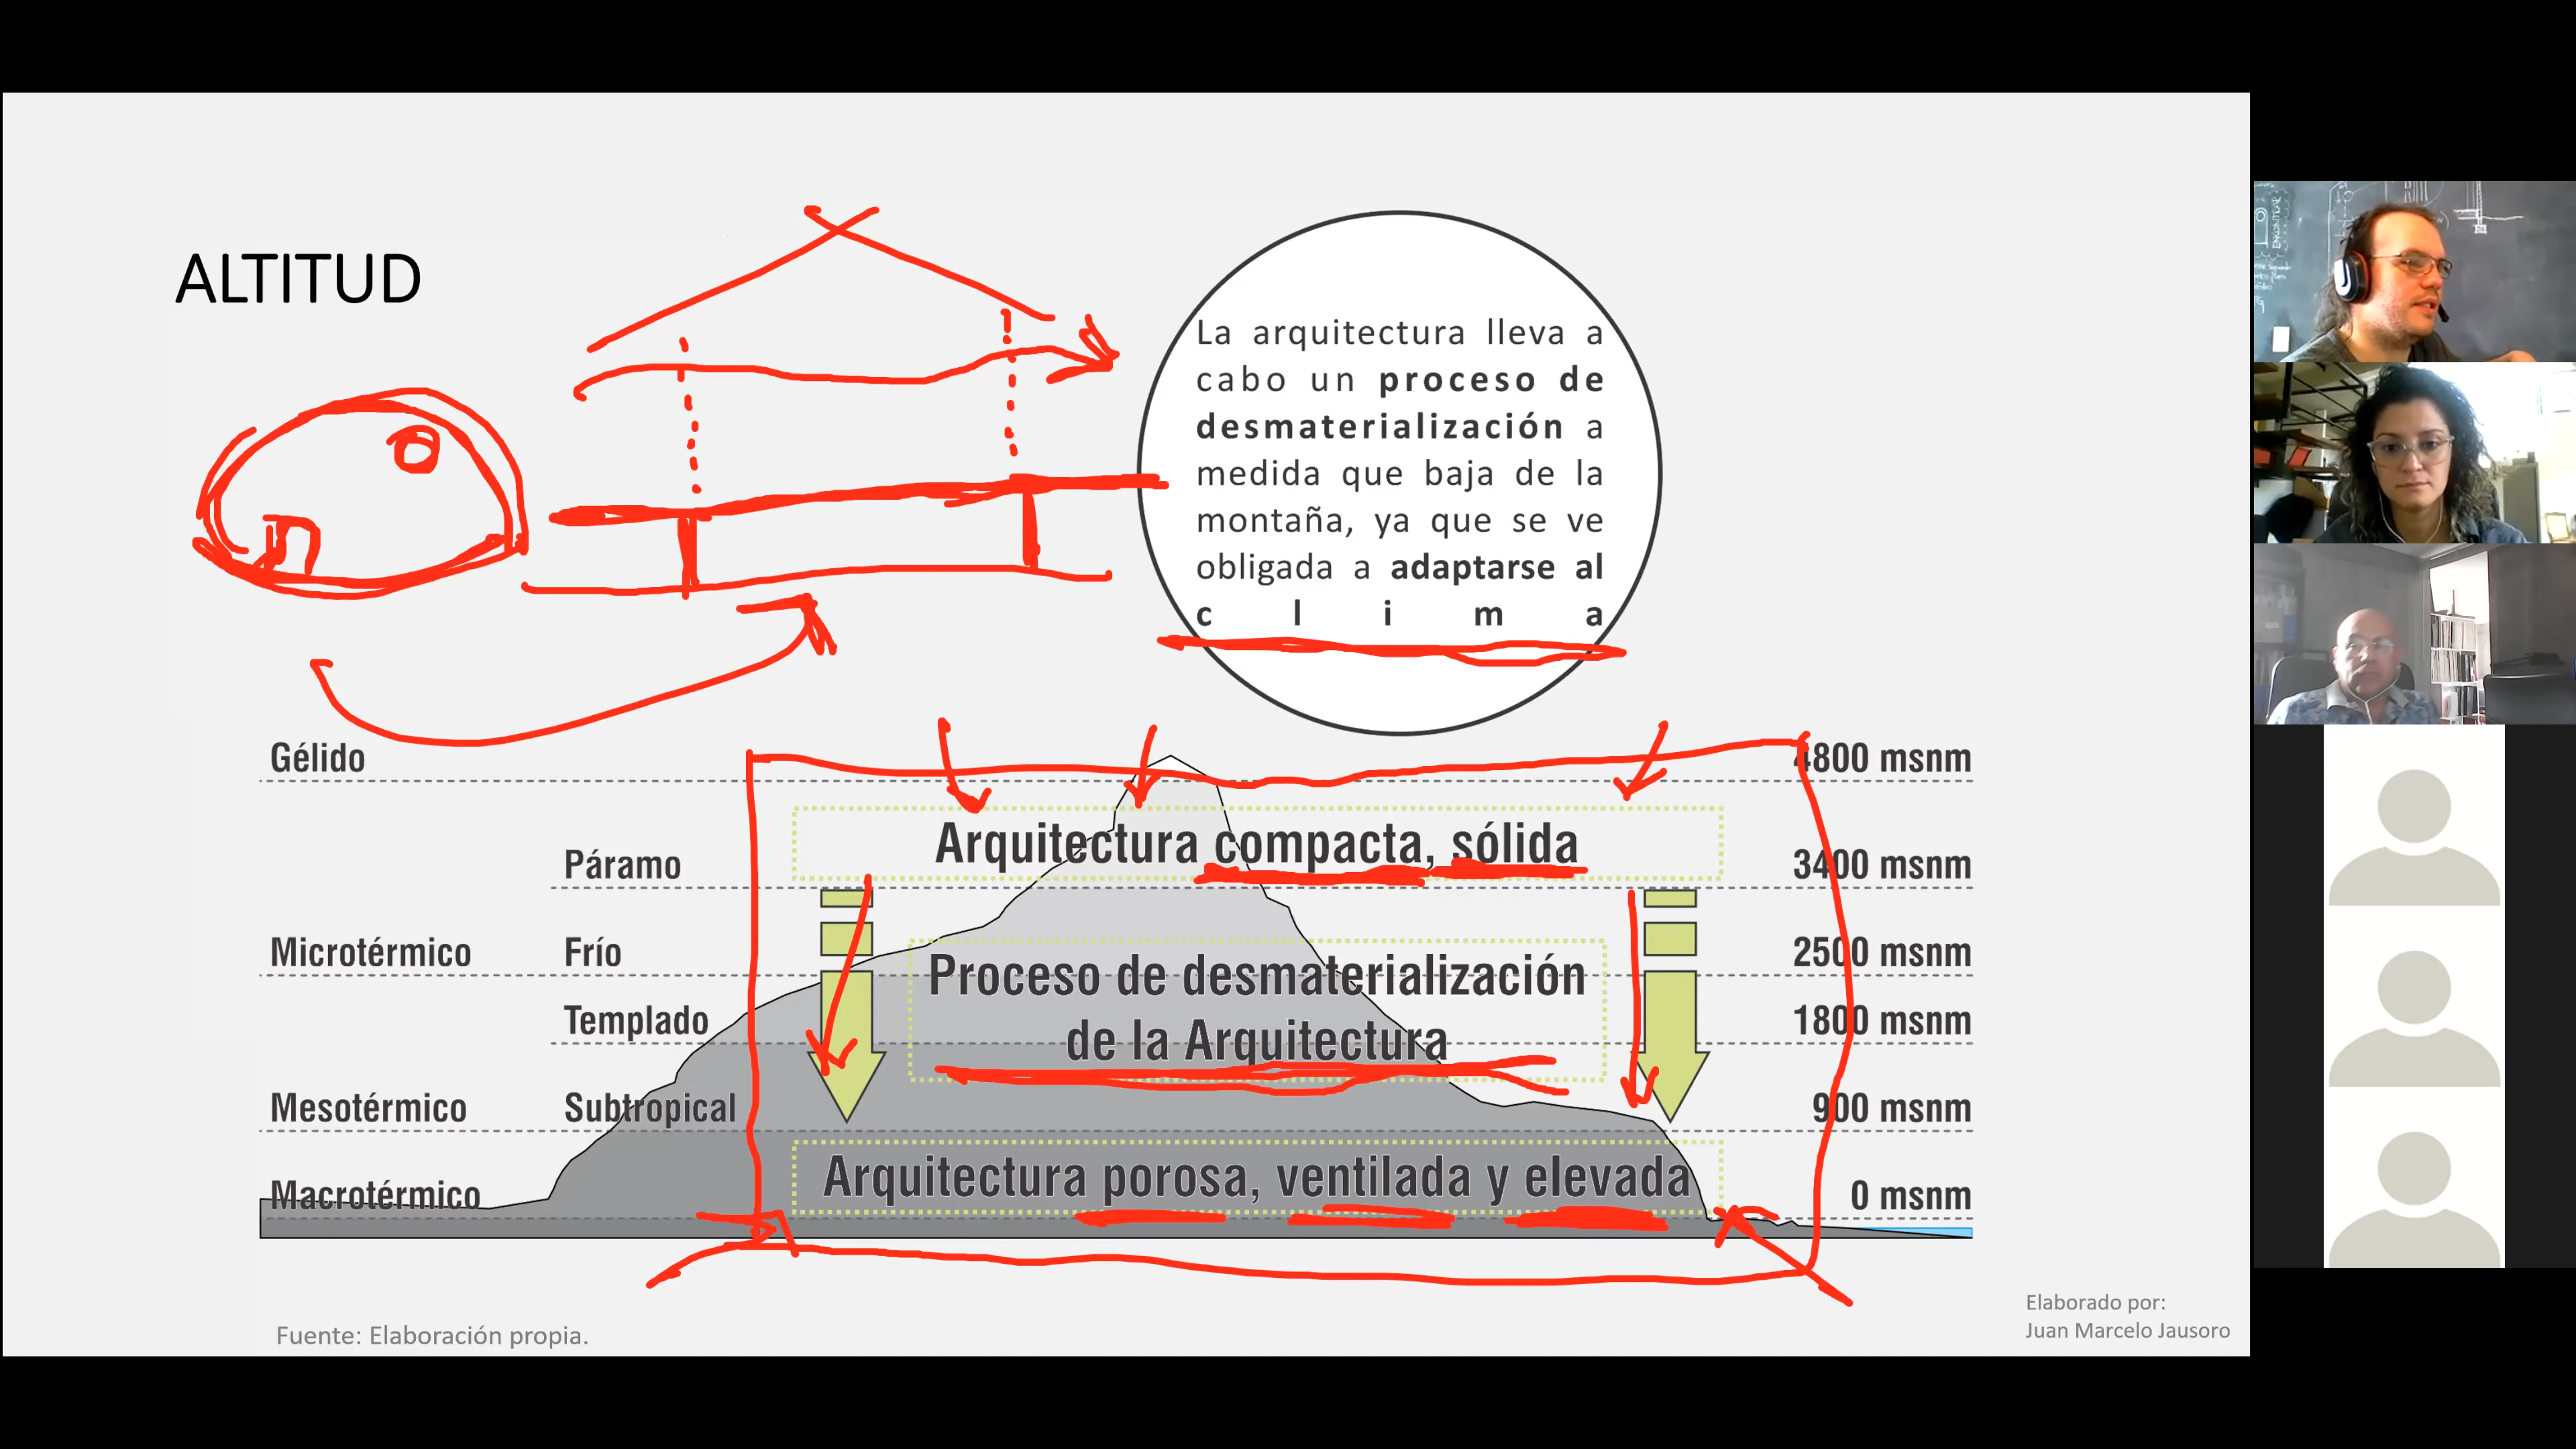 ALTITUD
La arquitectura lleva a
cabo un proceso de
desmaterialización a
medida que baja de la
montaña, ya que se ve
obligada a adaptarse al
c l i m a
Gélido
4800 msnm
Arquitectura compacta, sólida
Páramo
3400 msnm
Microtérmico
Frío
2500 msnm
Proceso de desmaterialización
de la Arquitectura
Templado
1800 msnm
Mesotérmico
Subtropical
900 msnm
Arquitectura porosa, ventilada y elevada
Macrotérmico
0 msnm
Fuente: Elaboración propia.
Elaborado por:
Juan Marcelo Jausoro